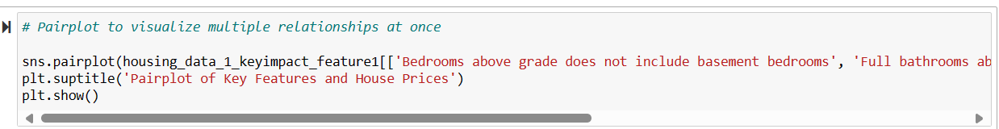 # Pairplot to visualize multiple relationships at once
sns.pairplot(housing_data_1_keyimpact_feature1[['Bedrooms above grade does not include basement bedrooms', 'Full bathrooms ab
plt.suptitle('Pairplot of Key Features and House Prices')
plt.show()